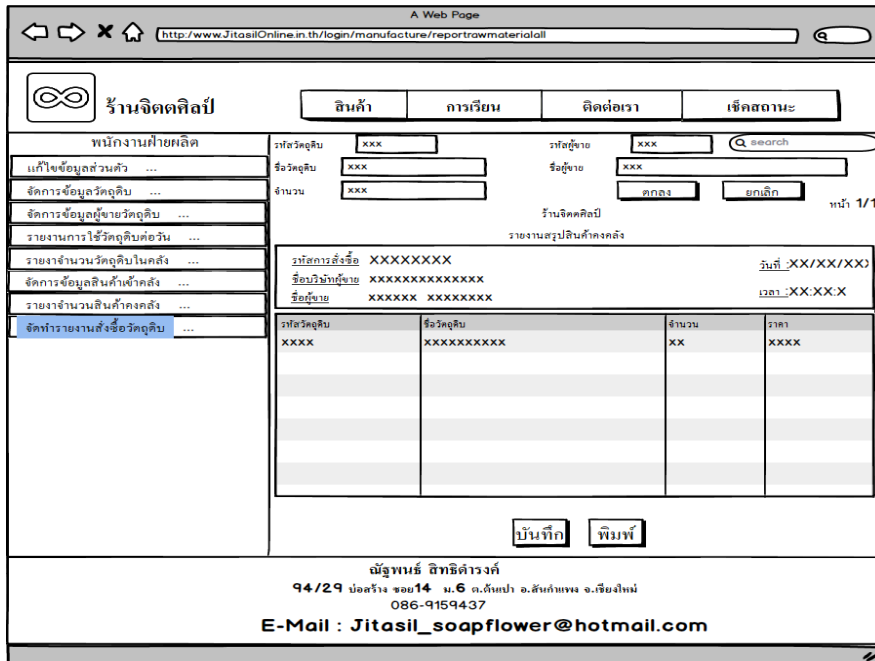 A Web Page
http:/www.JitasilOnline.in.th/login/manufacture/reportrawmaterialall
ร้านจิตตศิลป์
สินค้า การเรียน ติดต่อเรา เช็คสถานะ
พนักงานฝ่ายผลิต
แก้ไขข้อมูลส่วนตัว ...
จัดการข้อมูลวัตถุดิบ ...
จัดการข้อมูลผู้ขายวัตถุดิบ ...
รายงานการใช้วัตถุดิบต่อวัน ...
รายงาจำนวนวัตถุดิบในคลัง ...
จัดการข้อมูลสินค้าเข้าคลัง ...
รายงาจำนวนสินค้าคงคลัง ...
จัดทำรายงานสั่งซื้อวัตถุดิบ ...
รหัสวัตถุดิบ xxx รหัสผู้ขาย xxx search
ชื่อวัตถุดิบ xxx ชื่อผู้ขาย xxx
จำนวน xxx ตกลง ยกเลิก
หน้า 1/1
ร้านจิตตศิลป์
รายงานสรุปสินค้าคงคลัง
รหัสการสั่งซื้อ XXXXXXXX วันที่ :XX/XX/XX
ชื่อบริษัทผู้ขาย XXXXXXXXXXXXXX
ชื่อผู้ขาย xxxxxx xxxxxxxx เวลา :XX:XX:X
รหัสวัตถุดิบ ชื่อวัตถุดิบ จำนวน ราคา
xxxx xxxxxxxxxx xx xxxx
บันทึก พิมพ์
ณัฐพนธ์ สิทธิดำรงค์
94/29 บ่อสร้าง ซอย14 ม.6 ต.ต้นเปา อ.สันกำแพง จ.เชียงใหม่
086-9159437
E-Mail : Jitasil_soapflower@hotmail.com